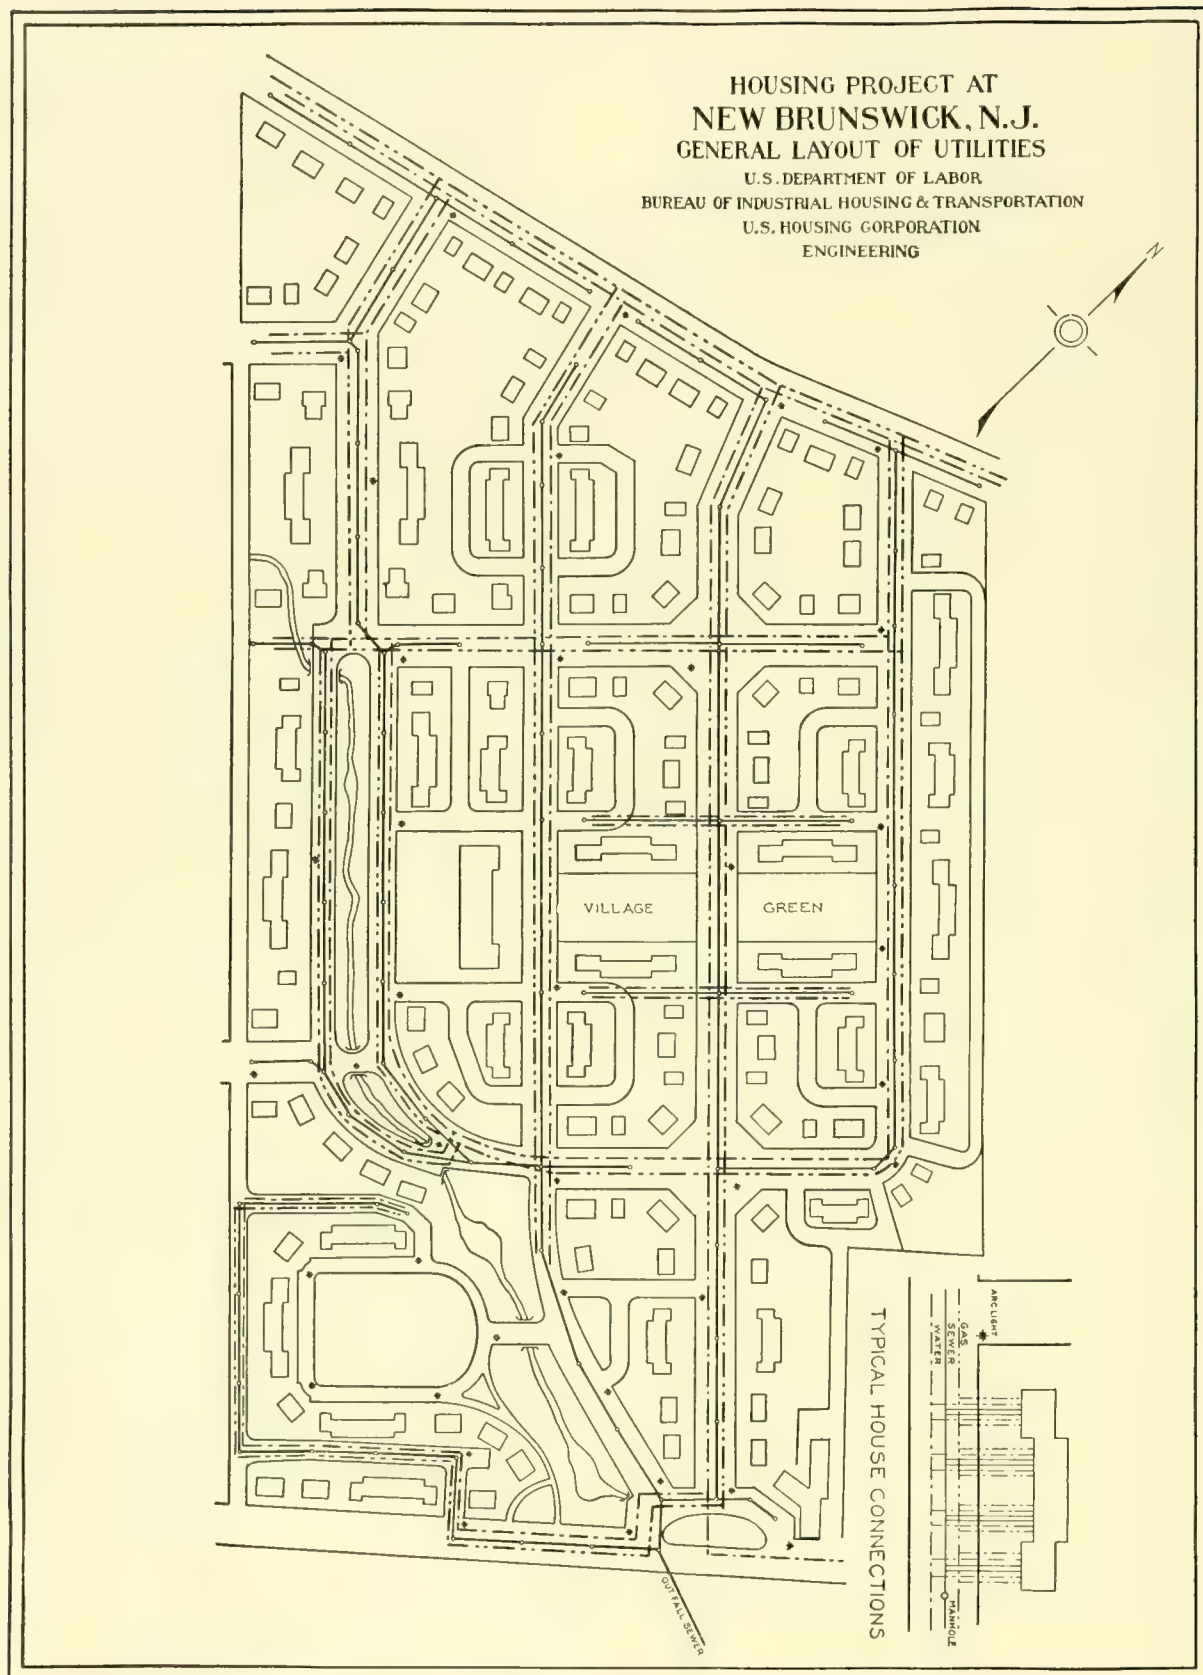 HOUSING PROJECT AT
NEW BRUNSWICK, N.J.
GENERAL LAYOUT OF UTILITIES
U.S. DEPARTMENT OF LABOR
BUREAU OF INDUSTRIAL HOUSING & TRANSPORTATION
U.S. HOUSING CORPORATION
ENGINEERING
N
VILLAGE GREEN
ARC LIGHT
GAS
SEWER
WATER
MANHOLE
TYPICAL HOUSE CONNECTIONS
OUTFALL SEWER